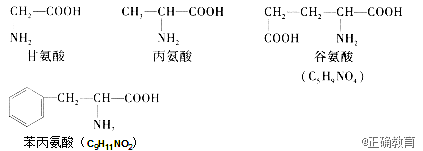 CH₂—COOH
NH₂
甘氨酸
CH₃—CH—COOH
NH₂
丙氨酸
CH₂—CH₂—CH—COOH
COOH NH₂
谷氨酸
(C₅H₉NO₄)
CH₂—CH—COOH
NH₂
苯丙氨酸(C₉H₁₁NO₂)
@正确教育